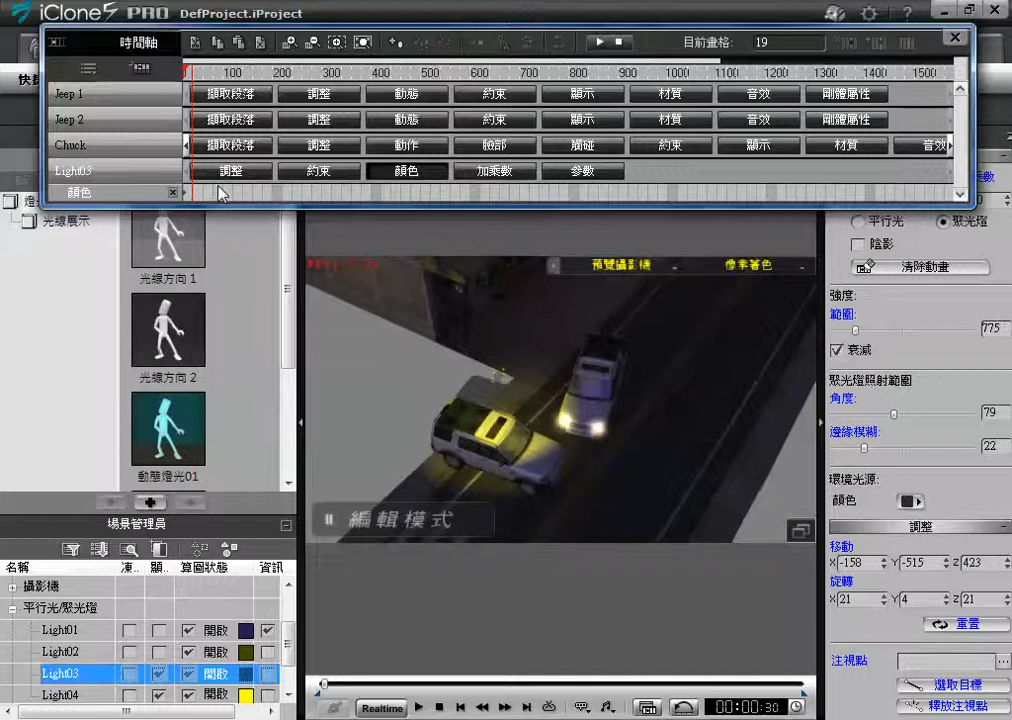 iClone5 PRO DefProject.iProject
時間軸 目前畫格: 19
快捷
100 200 300 400 500 600 700 800 900 1000 1100 1200 1300 1400 1500
Jeep 1 擷取段落 調整 動態 約束 顯示 材質 音效 剛體屬性
Jeep 2 擷取段落 調整 動態 約束 顯示 材質 音效 剛體屬性
Chuck 擷取段落 調整 動作 臉部 觸碰 約束 顯示 材質 音效
Light03 調整 約束 顏色 加乘數 參數
顏色
光線展示
光線方向 1
光線方向 2
動態燈光01
預覽攝影機 像素著色
編輯模式
平行光 聚光燈
陰影
清除動畫
強度:
範圍:
775
衰減
聚光燈照射範圍
角度:
79
邊緣模糊:
22
環境光源:
顏色
調整
移動
X -158 Y -515 Z 423
旋轉
X 21 Y 4 Z 21
重置
注視點
選取目標
釋放注視點
場景管理員
名稱 凍.. 顯.. 算圖狀態 資訊
攝影機
平行光/聚光燈
Light01 開啟
Light02 開啟
Light03 開啟
Light04 開啟
Realtime 00:00:30